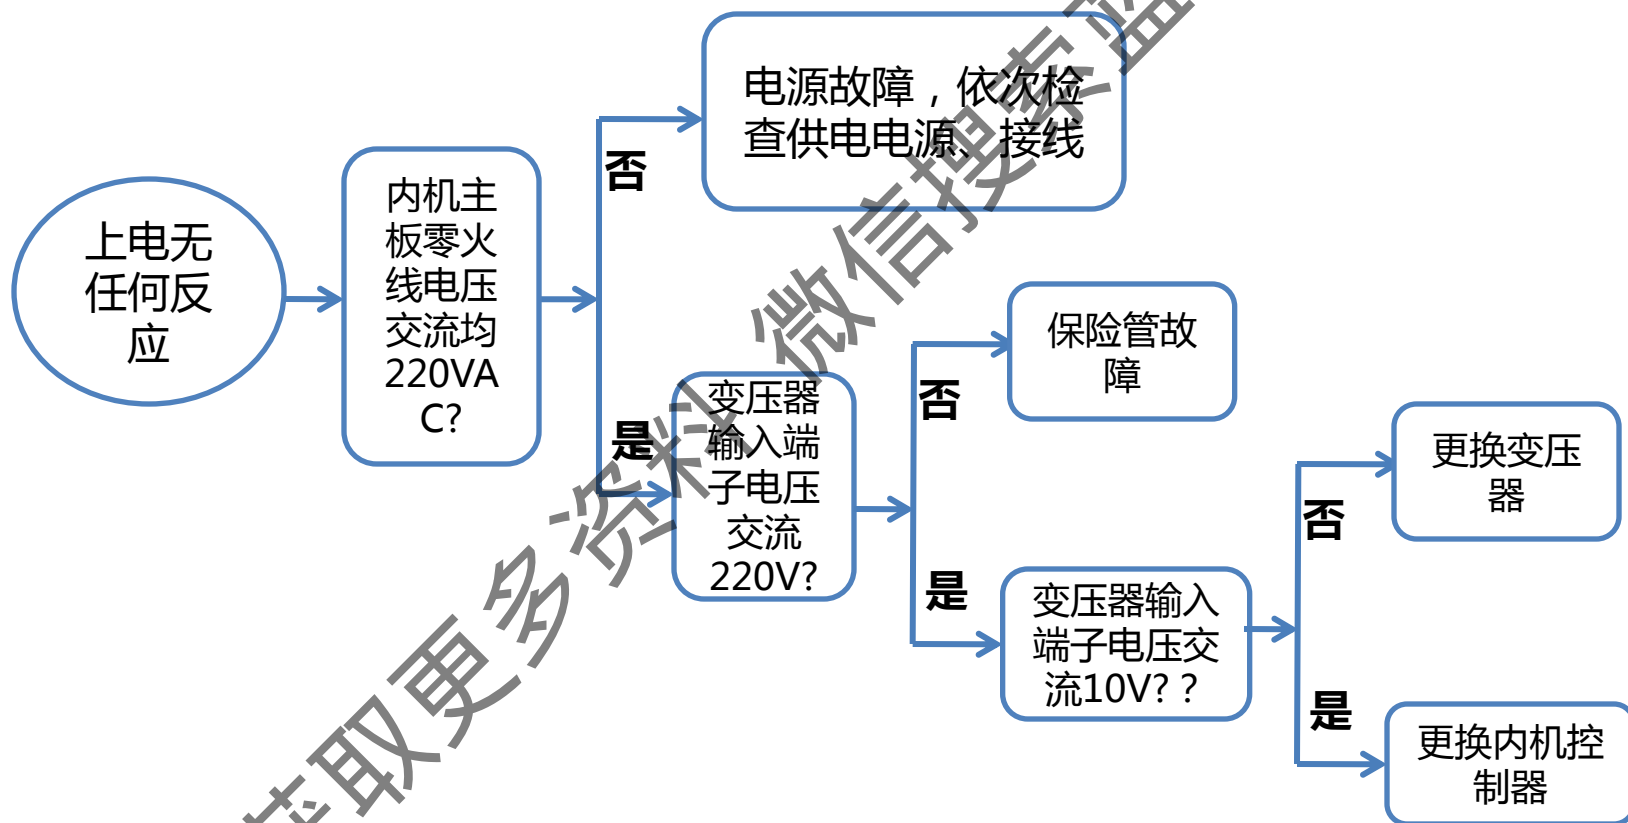 上电无
任何反
应
内机主
板零火
线电压
交流均
220VA
C?
否
电源故障，依次检
查供电电源、接线
是
变压器
输入端
子电压
交流
220V?
否
保险管故
障
是
变压器输入
端子电压交
流10V? ?
否
更换变压
器
是
更换内机控
制器
获取更多资料 微信搜索蓝